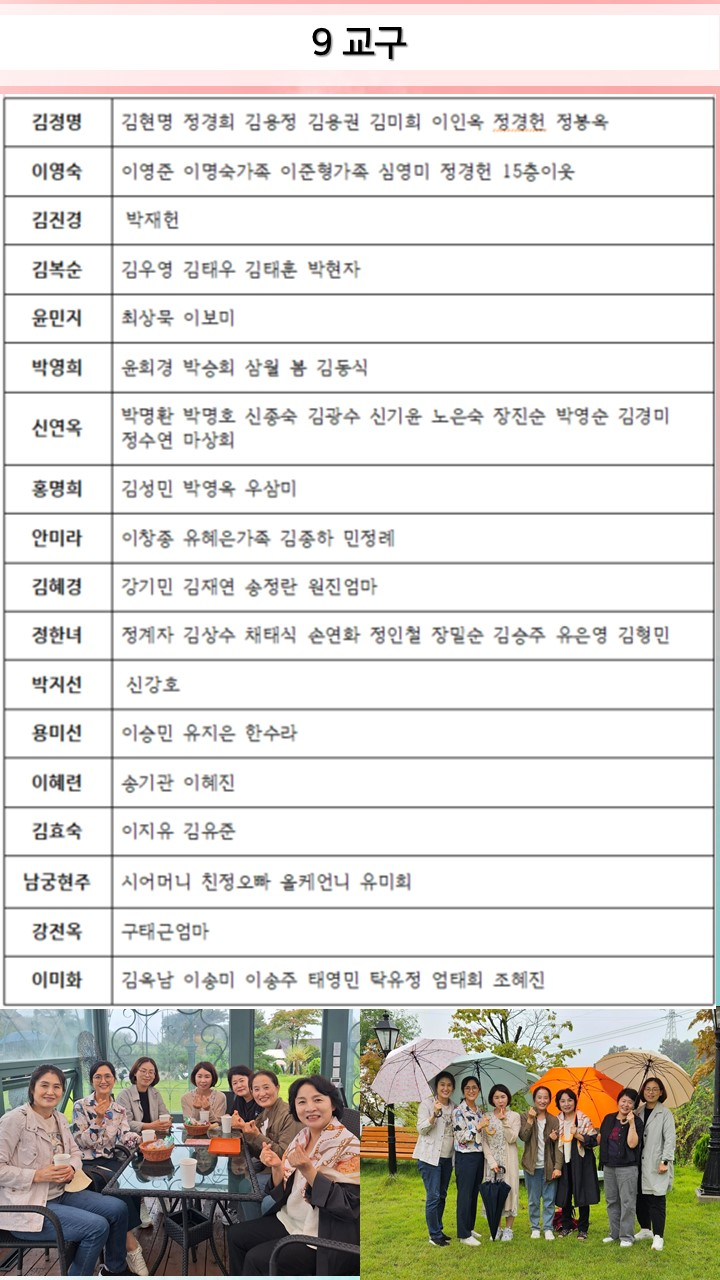 9 교구
김정명 김현명 정경희 김용정 김용권 김미희 이인옥 정경헌 정봉옥
이영숙 이영준 이명숙가족 이준형가족 심영미 정경헌 15층이웃
김진경 박재헌
김복순 김우영 김태우 김태훈 박현자
윤민지 최상묵 이보미
박영희 윤희경 박승희 삼월 봄 김동식
신연옥 박명환 박명호 신종숙 김광수 신기윤 노은숙 장진순 박영순 김경미
정수연 마상희
홍명희 김성민 박영옥 우삼미
안미라 이창종 유혜은가족 김종하 민정례
김혜경 강기민 김재연 송정란 원진엄마
정한녀 정계자 김상수 채태식 손연화 정인철 장밀순 김승주 유은영 김형민
박지선 신강호
용미선 이승민 유지은 한수라
이혜련 송기관 이혜진
김효숙 이지유 김유준
남궁현주 시어머니 친정오빠 올케언니 유미희
강전옥 구태근엄마
이미화 김옥남 이송미 이송주 태영민 탁유정 엄태희 조혜진